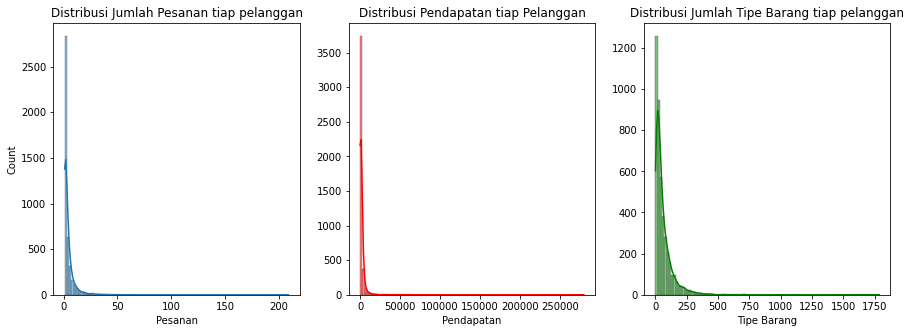 Distribusi Jumlah Pesanan tiap pelanggan
Distribusi Pendapatan tiap Pelanggan
Distribusi Jumlah Tipe Barang tiap pelanggan
Count
2500
2000
1500
1000
500
0
0 50 100 150 200
Pesanan
3500
3000
2500
2000
1500
1000
500
0
0 50000 100000 150000 200000 250000
Pendapatan
1200
1000
800
600
400
200
0
0 250 500 750 1000 1250 1500 1750
Tipe Barang